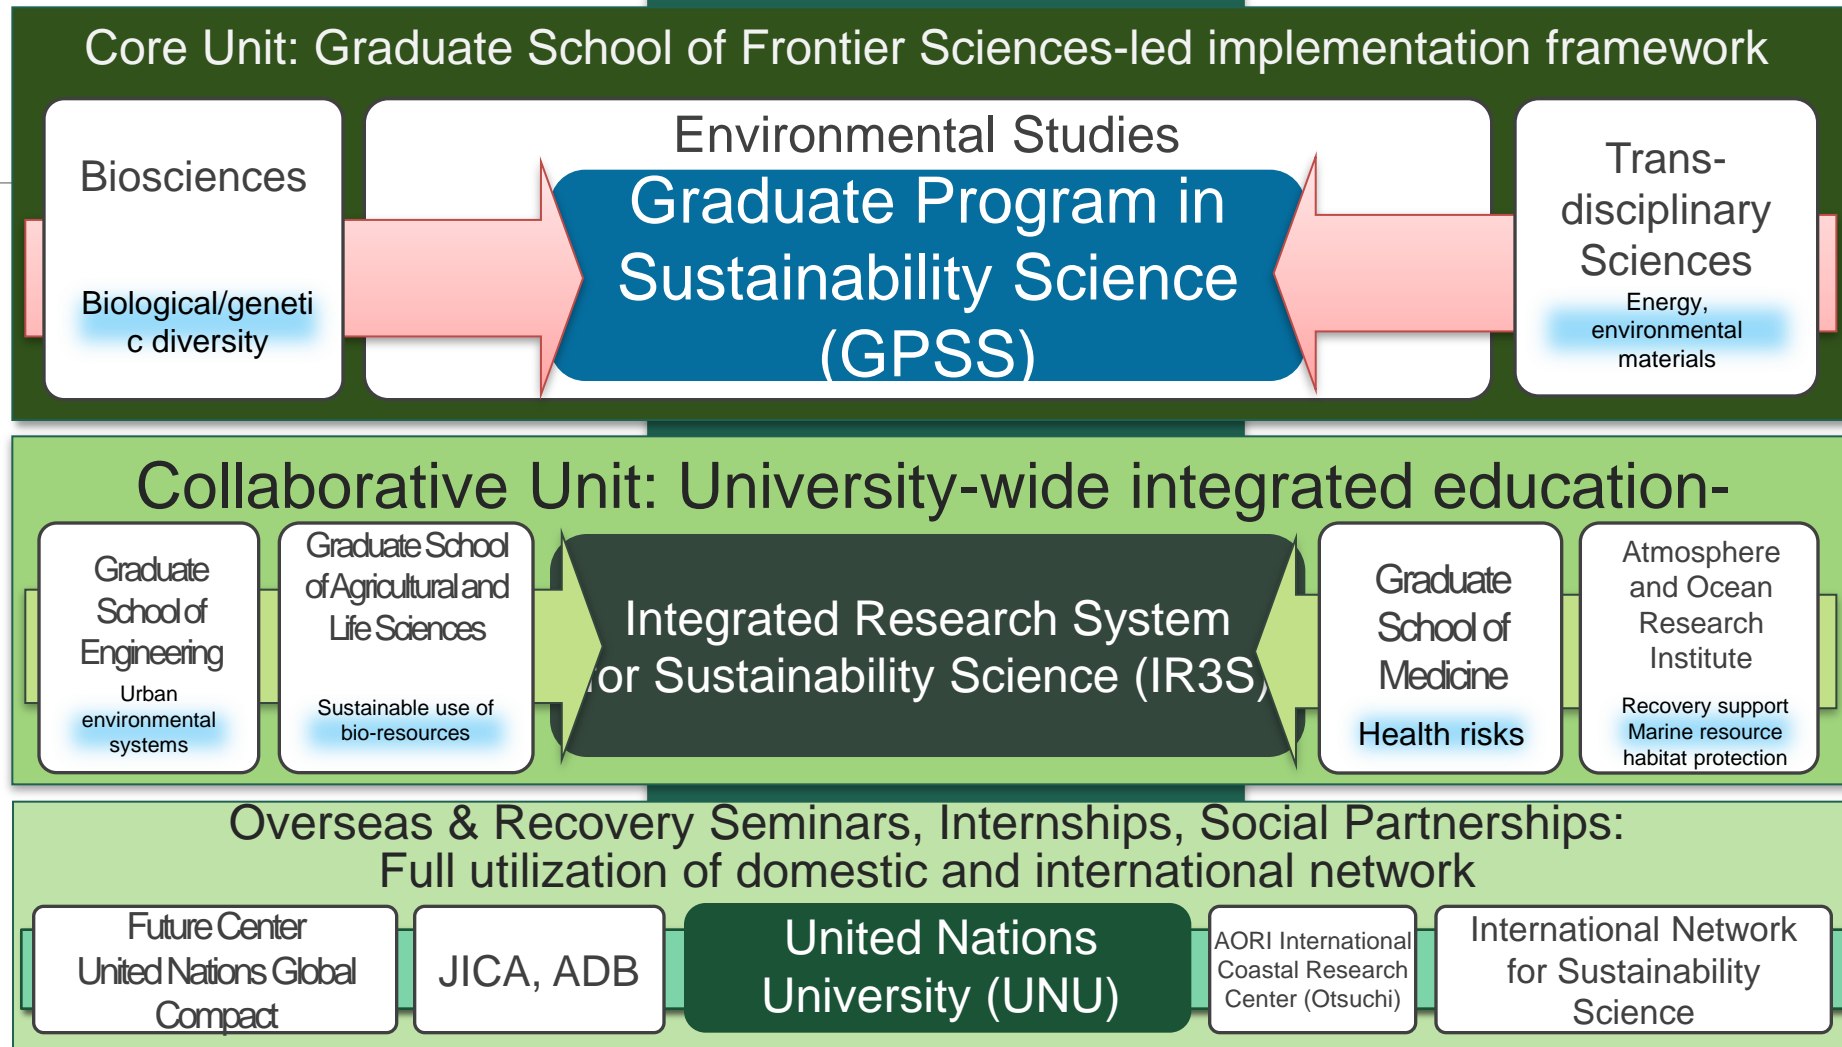 Core Unit: Graduate School of Frontier Sciences-led implementation framework
Biosciences
Biological/geneti
c diversity
Environmental Studies
Graduate Program in
Sustainability Science
(GPSS)
Trans-
disciplinary
Sciences
Energy,
environmental
materials
Collaborative Unit: University-wide integrated education-
Graduate
School of
Engineering
Urban
environmental
systems
Graduate School
of Agricultural and
Life Sciences
Sustainable use of
bio-resources
Integrated Research System
for Sustainability Science (IR3S)
Graduate
School of
Medicine
Health risks
Atmosphere
and Ocean
Research
Institute
Recovery support
Marine resource
habitat protection
Overseas & Recovery Seminars, Internships, Social Partnerships:
Full utilization of domestic and international network
Future Center
United Nations Global
Compact
JICA, ADB
United Nations
University (UNU)
AORI International
Coastal Research
Center (Otsuchi)
International Network
for Sustainability
Science